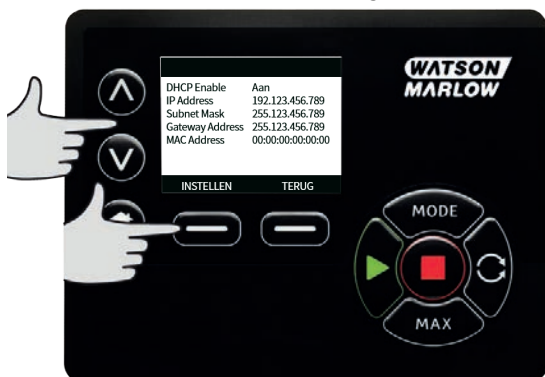 WATSON
MARLOW
DHCP Enable Aan
IP Address 192.123.456.789
Subnet Mask 255.123.456.789
Gateway Address 255.123.456.789
MAC Address 00:00:00:00:00:00
INSTELLEN TERUG
MODE
MAX